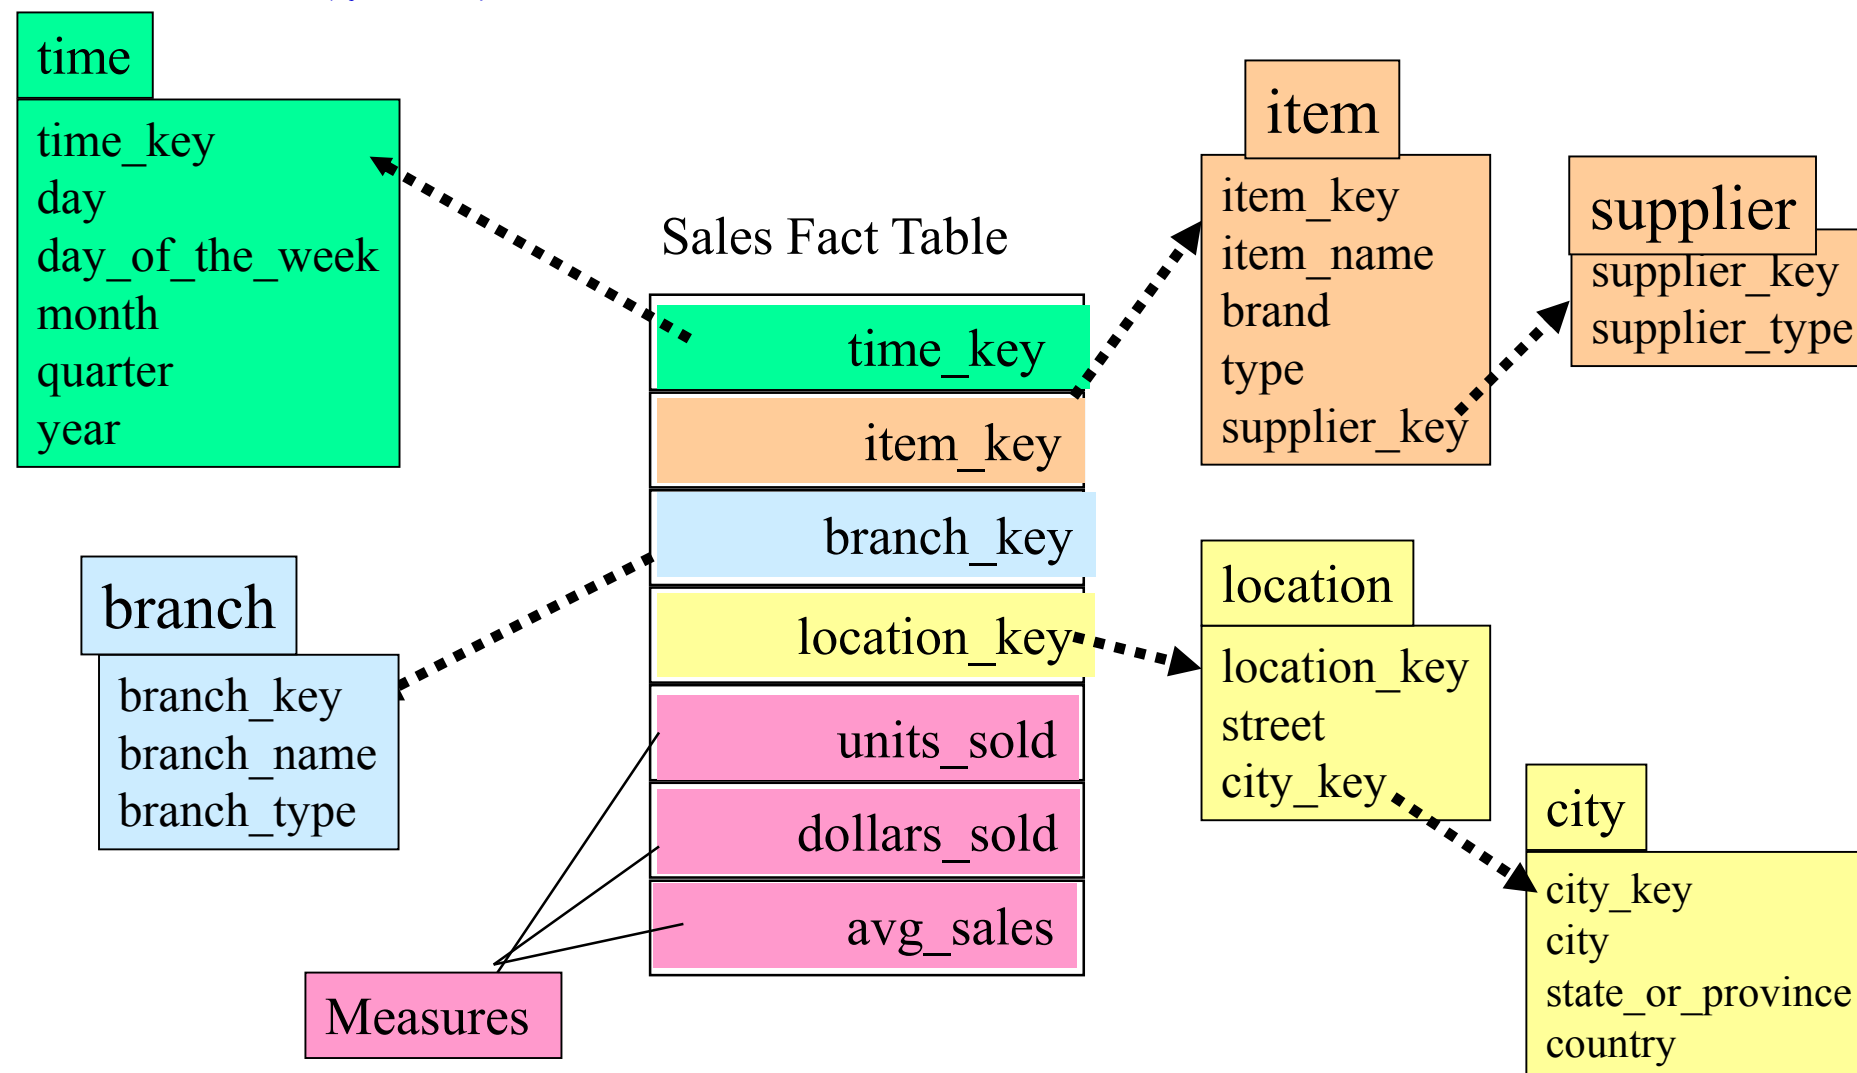 time
time_key
day
day_of_the_week
month
quarter
year
branch
branch_key
branch_name
branch_type
Sales Fact Table
time_key
item_key
branch_key
location_key
units_sold
dollars_sold
avg_sales
Measures
item
item_key
item_name
brand
type
supplier_key
supplier
supplier_key
supplier_type
location
location_key
street
city_key
city
city_key
city
state_or_province
country